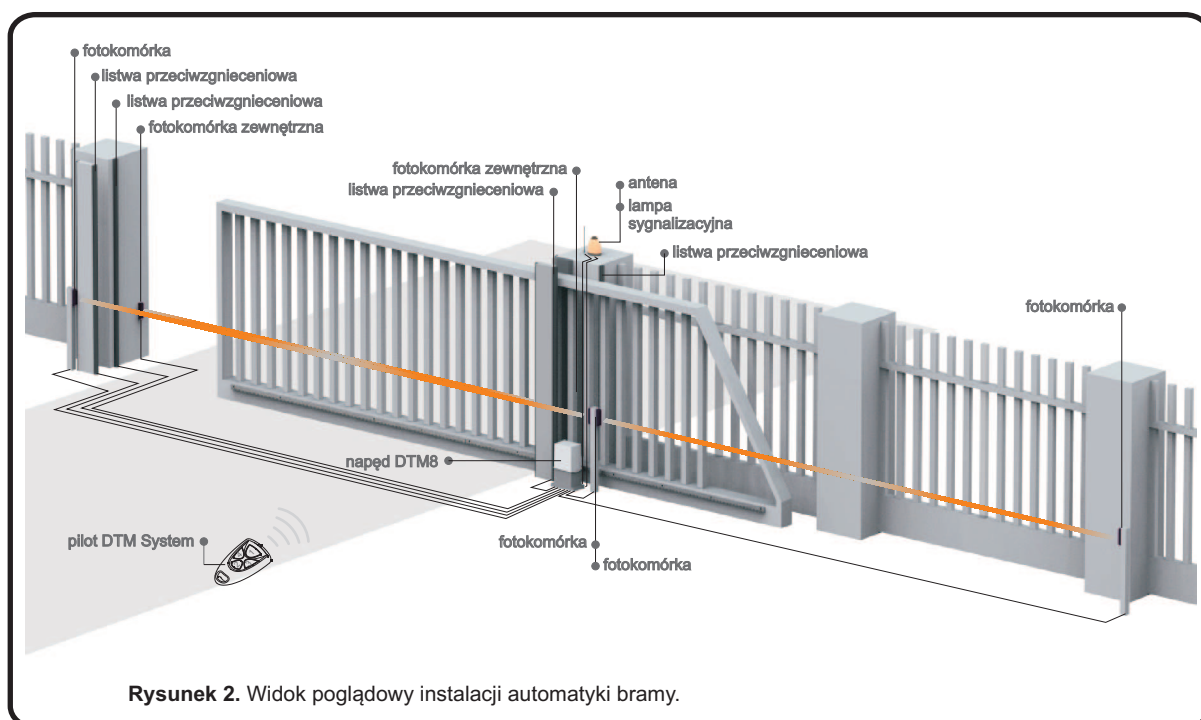 fotokomórka
listwa przeciwzgnieceniowa
listwa przeciwzgnieceniowa
fotokomórka zewnętrzna
fotokomórka zewnętrzna
listwa przeciwzgnieceniowa
antena
lampa
sygnalizacyjna
listwa przeciwzgnieceniowa
fotokomórka
napęd DTM8
pilot DTM System
fotokomórka
fotokomórka
Rysunek 2. Widok poglądowy instalacji automatyki bramy.